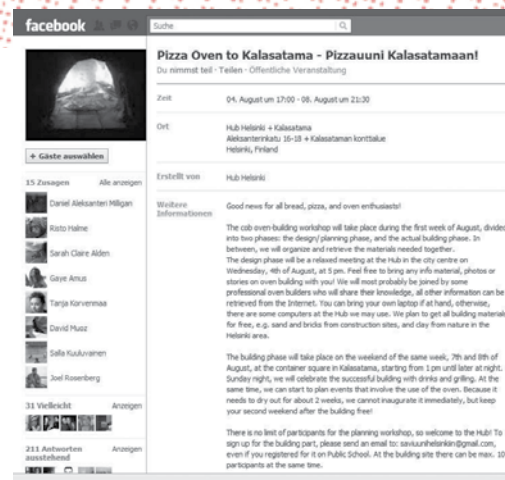 facebook
Suche
Pizza Oven to Kalasatama - Pizzauuni Kalasatamaan!
Du nimmst teil · Teilen · Öffentliche Veranstaltung
Zeit
04. August um 17:00 - 08. August um 21:30
Ort
Hub Helsinki + Kalasatama
Aleksanterinkatu 16-18 + Kalasataman konttialue
Helsinki, Finland
+ Gäste auswählen
Erstellt von
Hub Helsinki
15 Zusagen
Alle anzeigen
Daniel Aleksanteri Milligan
Risto Halme
Sarah Claire Alden
Gaye Amus
Tanja Korvenmaa
David Muoz
Salla Kuuluvainen
Joel Rosenberg
31 Vielleicht
Anzeigen
211 Antworten
ausstehend
Anzeigen
Weitere
Informationen
Good news for all bread, pizza, and oven enthusiasts!
The cob oven-building workshop will take place during the first week of August, divided
into two phases: the design/planning phase, and the actual building phase. In
between, we will organize and retrieve the materials needed together.
The design phase will be a relaxed meeting at the Hub in the city centre on
Wednesday, 4th of August, at 5 pm. Feel free to bring any info material, photos or
stories on oven building with you! We will most probably be joined by some
professional oven builders who will share their knowledge, all other information can be
retrieved from the Internet. You can bring your own laptop if at hand, otherwise,
there are some computers at the Hub we may use. We plan to get all building materials
for free, e.g. sand and bricks from construction sites, and clay from nature in the
Helsinki area.
The building phase will take place on the weekend of the same week, 7th and 8th of
August, at the container square in Kalasatama, starting from 1 pm until later at night.
Sunday night, we will celebrate the successful building with drinks and grilling. At the
same time, we can start to plan events that involve the use of the oven. Because it
needs to dry out for about 2 weeks, we cannot inaugurate it immediately, but keep
your second weekend after the building free!
There is no limit of participants for the planning workshop, so welcome to the Hub! To
sign up for the building part, please send an email to: savuunihelsinkiin@gmail.com,
even if you registered for it on Public School. At the building site there can be max. 10
participants at the same time.